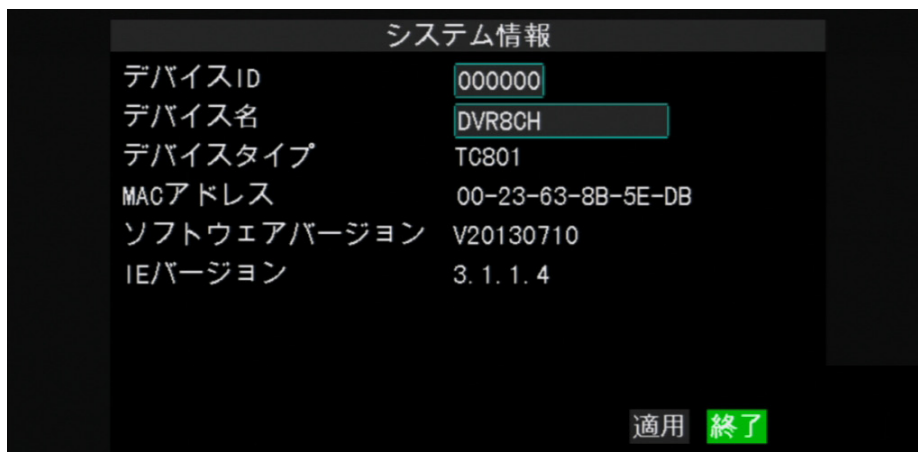 システム情報
デバイスID 000000
デバイス名 DVR8CH
デバイスタイプ TC801
MACアドレス 00-23-63-8B-5E-DB
ソフトウェアバージョン V20130710
IEバージョン 3.1.1.4
適用 終了